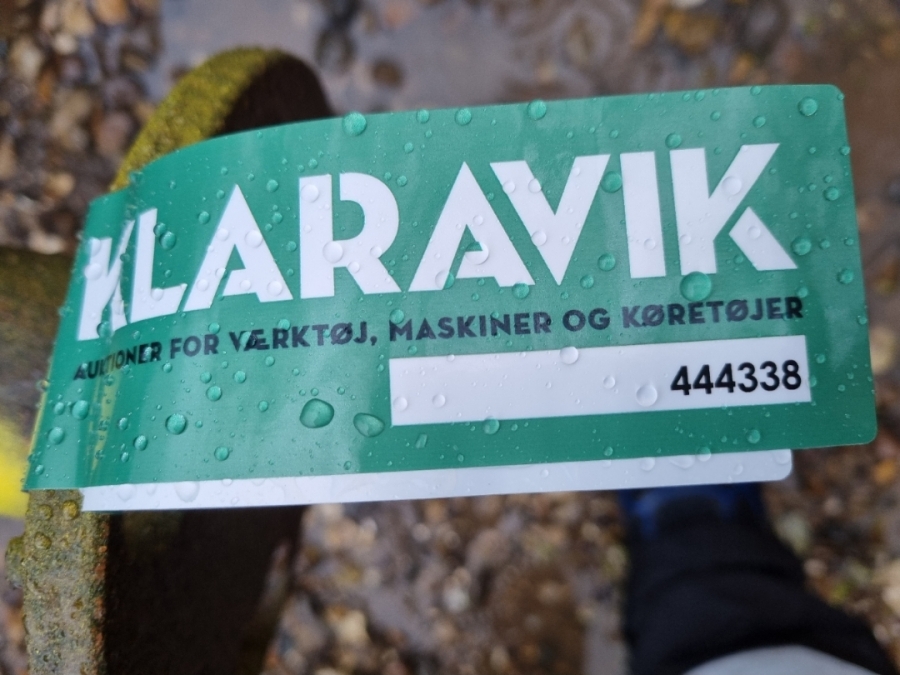 KLARAVIK
AUKTIONER FOR VÆRKTØJ, MASKINER OG KØRETØJER
444338